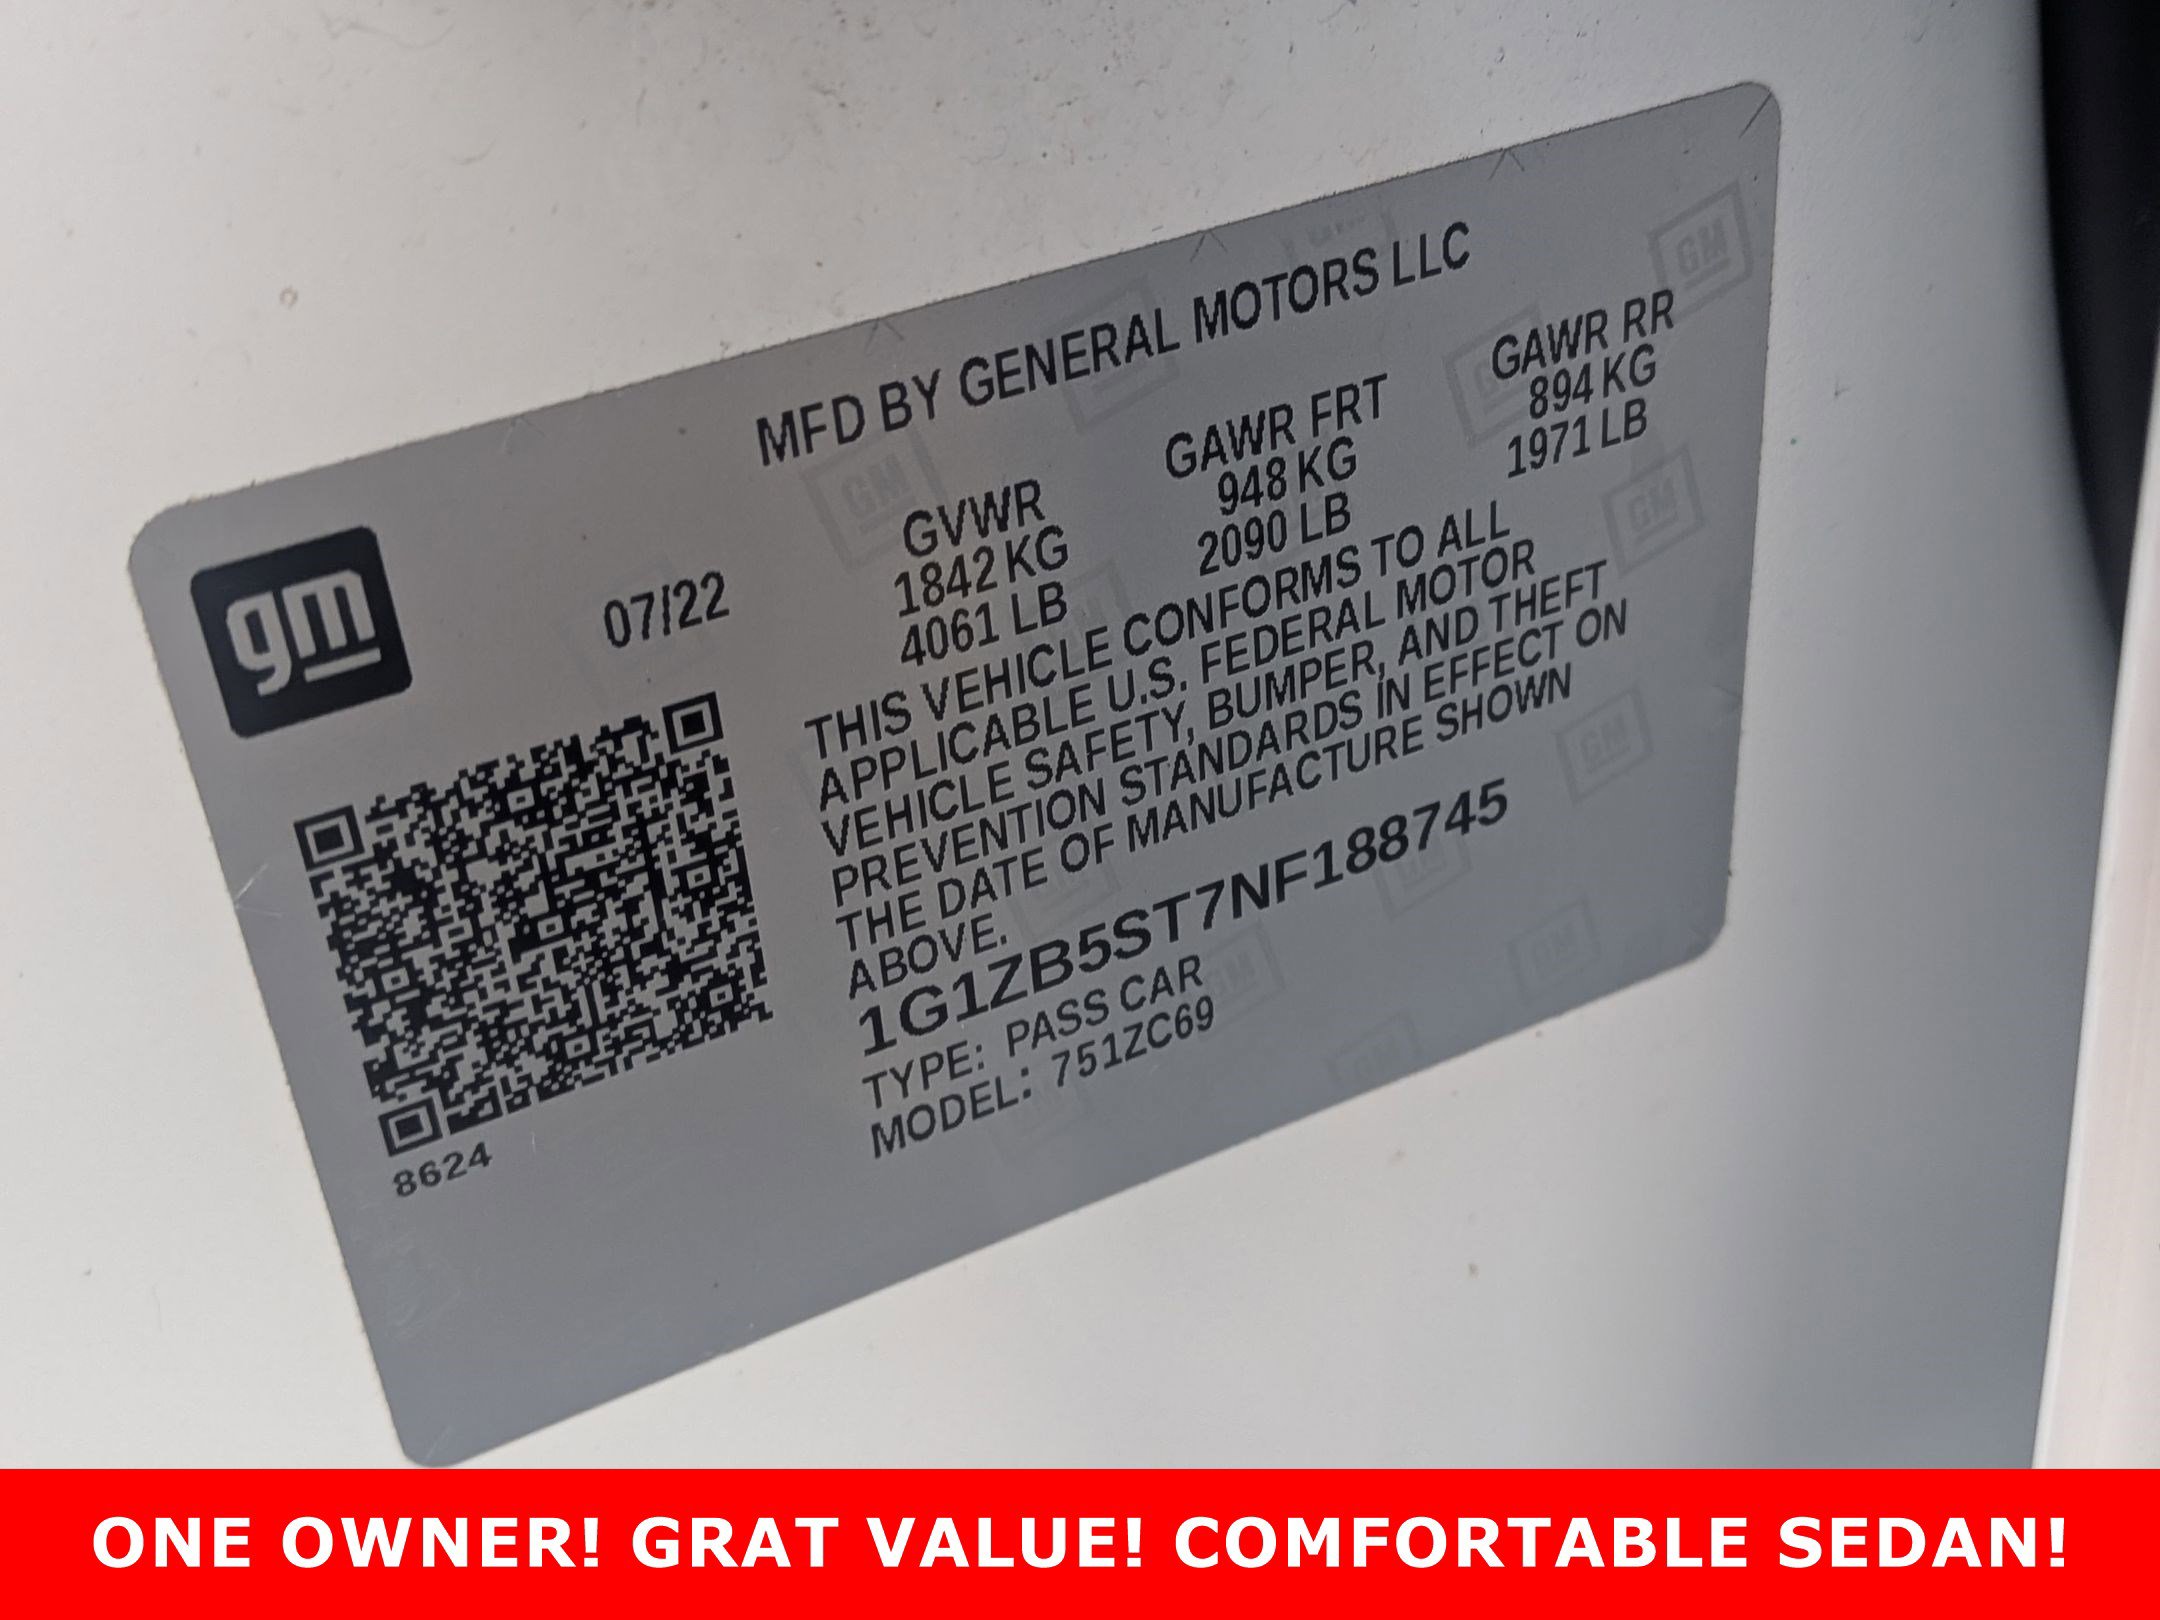 MFD BY GENERAL MOTORS LLC
gm
07/22
GVWR
1842 KG
4061 LB
GAWR FRT
948 KG
2090 LB
GAWR RR
894 KG
1971 LB
THIS VEHICLE CONFORMS TO ALL
APPLICABLE U.S. FEDERAL MOTOR
VEHICLE SAFETY, BUMPER, AND THEFT
PREVENTION STANDARDS IN EFFECT ON
THE DATE OF MANUFACTURE SHOWN
ABOVE.
1G1ZB5ST7NF188745
TYPE: PASS CAR
MODEL: 751ZC69
8624
ONE OWNER! GRAT VALUE! COMFORTABLE SEDAN!